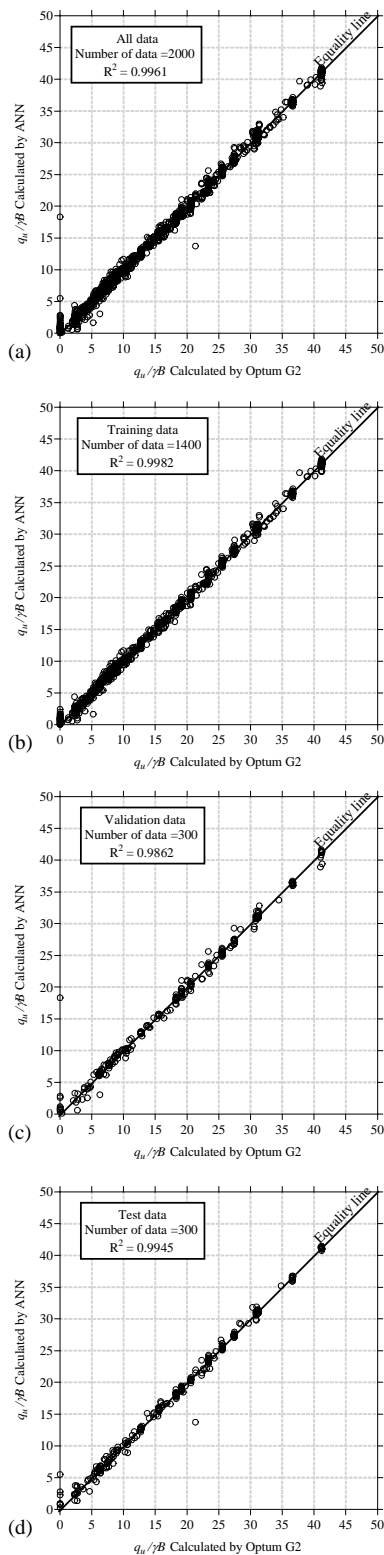 50
45
40
35
30
25
20
15
10
5
0
q_u/γB Calculated by ANN
All data
Number of data =2000
R² = 0.9961
Equality line
0 5 10 15 20 25 30 35 40 45 50
(a)
q_u/γB Calculated by Optum G2
50
45
40
35
30
25
20
15
10
5
0
q_u/γB Calculated by ANN
Training data
Number of data =1400
R² = 0.9982
Equality line
0 5 10 15 20 25 30 35 40 45 50
(b)
q_u/γB Calculated by Optum G2
50
45
40
35
30
25
20
15
10
5
0
q_u/γB Calculated by ANN
Validation data
Number of data =300
R² = 0.9862
Equality line
0 5 10 15 20 25 30 35 40 45 50
(c)
q_u/γB Calculated by Optum G2
50
45
40
35
30
25
20
15
10
5
0
q_u/γB Calculated by ANN
Test data
Number of data =300
R² = 0.9945
Equality line
0 5 10 15 20 25 30 35 40 45 50
(d)
q_u/γB Calculated by Optum G2